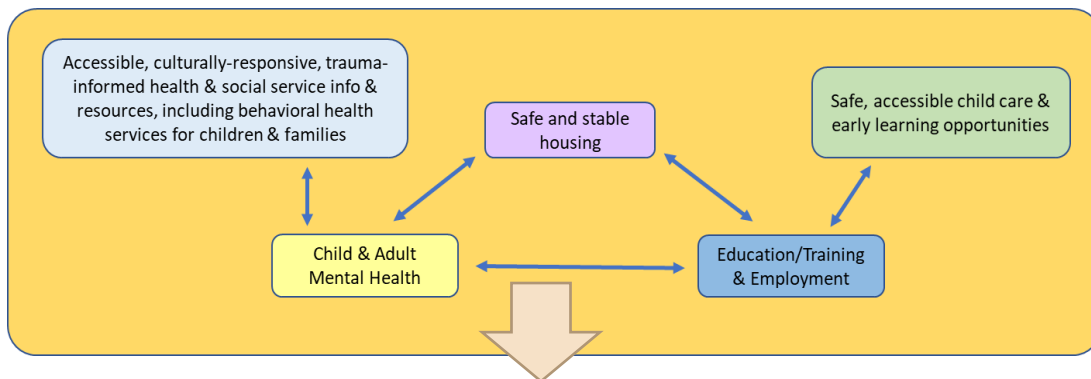 Accessible, culturally-responsive, trauma-
informed health & social service info &
resources, including behavioral health
services for children & families
Safe and stable
housing
Safe, accessible child care &
early learning opportunities
Child & Adult
Mental Health
Education/Training
& Employment